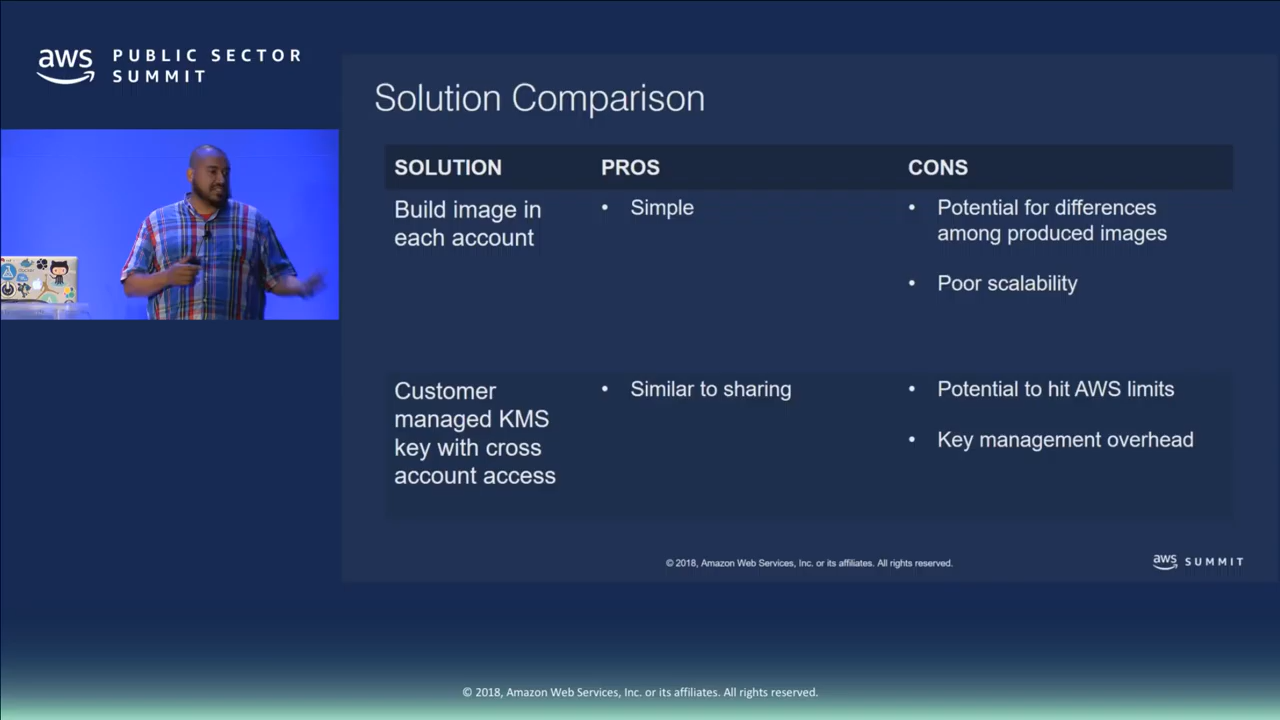 aws PUBLIC SECTOR
SUMMIT
Solution Comparison
SOLUTION PROS CONS
Build image in
each account
• Simple
• Potential for differences
among produced images
• Poor scalability
Customer
managed KMS
key with cross
account access
• Similar to sharing
• Potential to hit AWS limits
• Key management overhead
© 2018, Amazon Web Services, Inc. or its affiliates. All rights reserved.
aws SUMMIT
© 2018, Amazon Web Services, Inc. or its affiliates. All rights reserved.